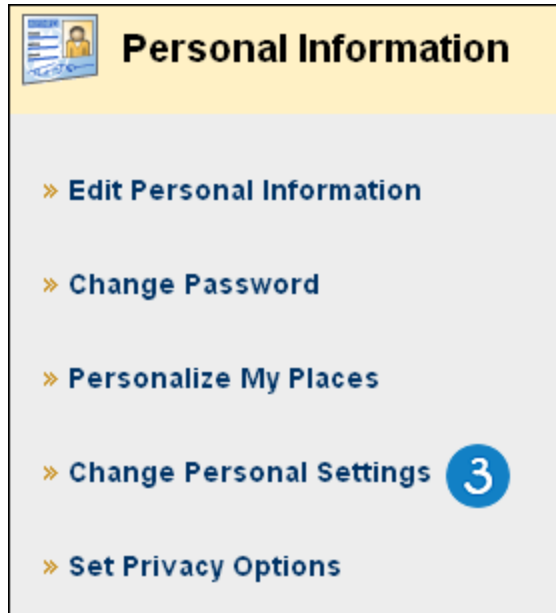 Personal Information
» Edit Personal Information
» Change Password
» Personalize My Places
» Change Personal Settings 3
» Set Privacy Options